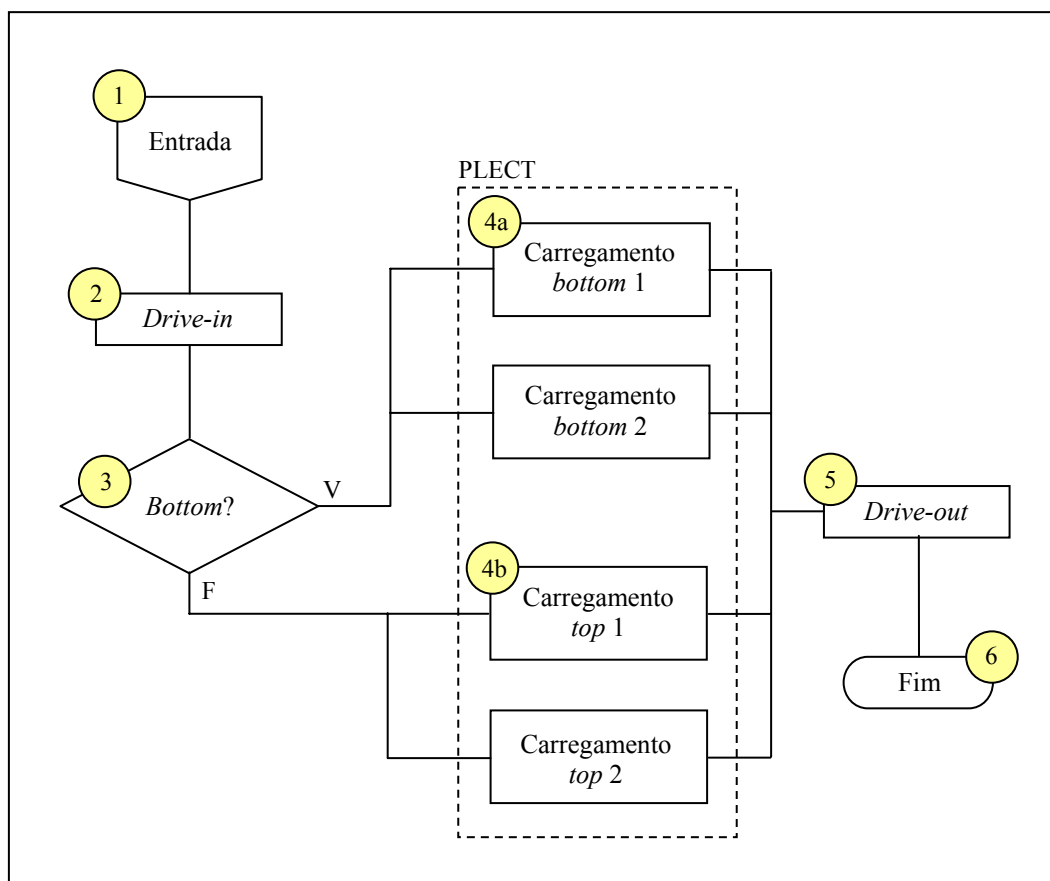 1
Entrada
2
Drive-in
3
Bottom?
V
F
PLECT
4a
Carregamento
bottom 1
Carregamento
bottom 2
4b
Carregamento
top 1
Carregamento
top 2
5
Drive-out
6
Fim